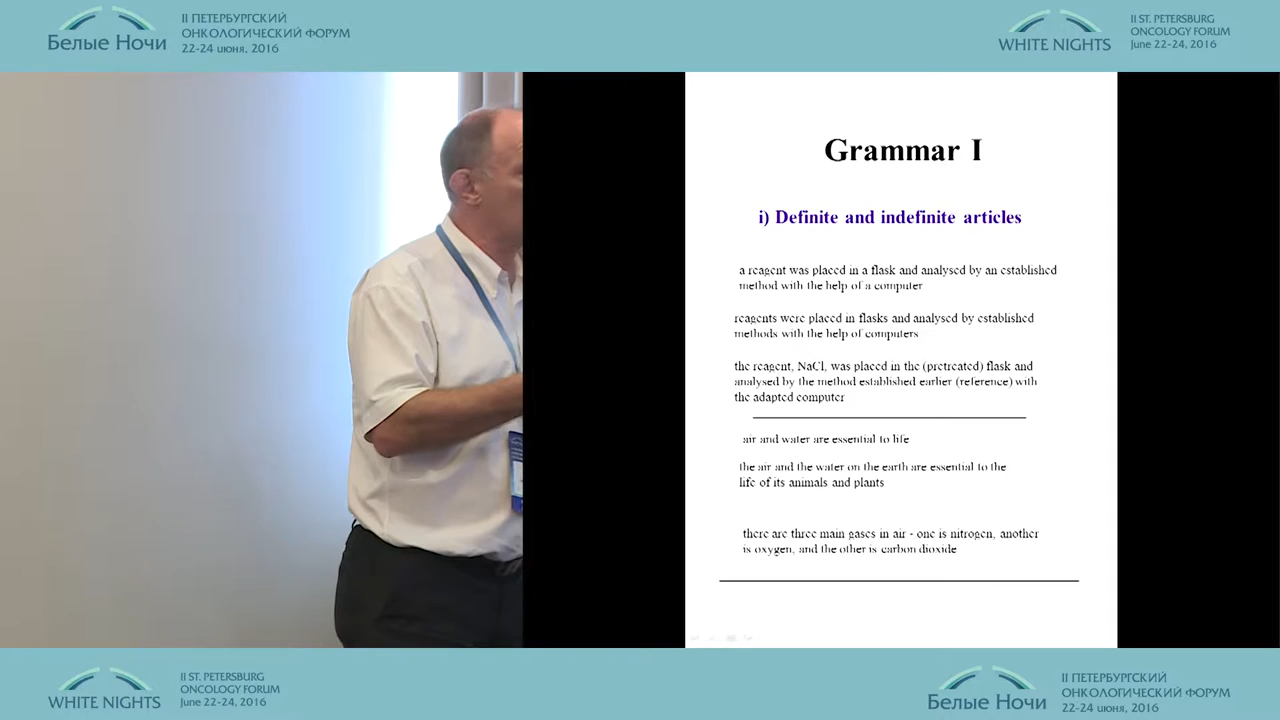 II ПЕТЕРБУРГСКИЙ
ОНКОЛОГИЧЕСКИЙ ФОРУМ
Белые Ночи
22-24 июня, 2016
II ST. PETERSBURG
ONCOLOGY FORUM
WHITE NIGHTS
June 22-24, 2016
Grammar I
i) Definite and indefinite articles
a reagent was placed in a flask and analysed by an established
method with the help of a computer
reagents were placed in flasks and analysed by established
methods with the help of computers
the reagent, NaCl, was placed in the (pretreated) flask and
analysed by the method established earlier (reference) with
the adapted computer
air and water are essential to life
the air and the water on the earth are essential to the
life of its animals and plants
there are three main gases in air - one is nitrogen, another
is oxygen, and the other is carbon dioxide
II ST. PETERSBURG
ONCOLOGY FORUM
WHITE NIGHTS
June 22-24, 2016
II ПЕТЕРБУРГСКИЙ
ОНКОЛОГИЧЕСКИЙ ФОРУМ
Белые Ночи
22-24 июня, 2016